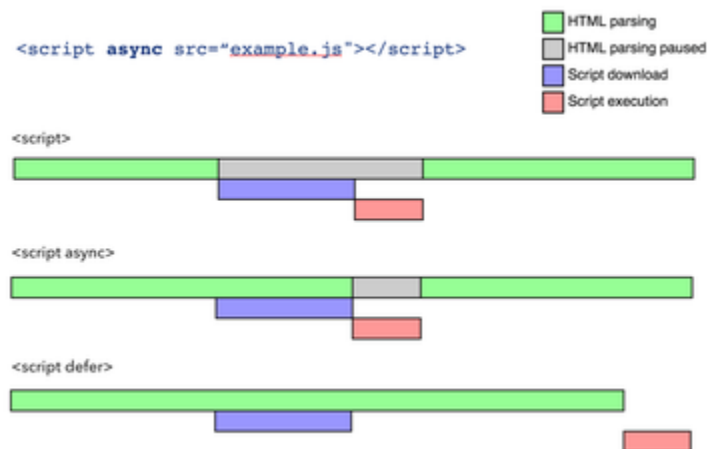 <script async src=“example.js"></script>
HTML parsing
HTML parsing paused
Script download
Script execution
<script>
<script async>
<script defer>